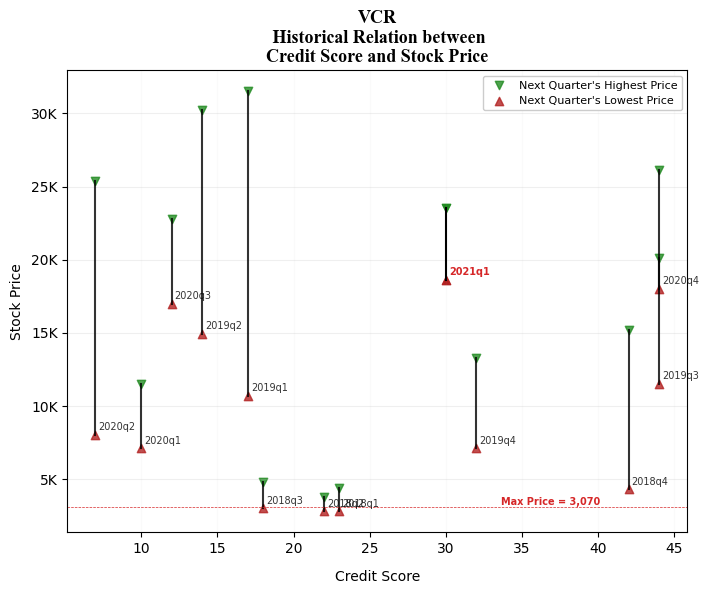 VCR
Historical Relation between
Credit Score and Stock Price
Next Quarter's Highest Price
Next Quarter's Lowest Price
30K
25K
20K
15K
10K
5K
Stock Price
2020q2
2020q1
2020q3
2019q2
2019q1
2018q3
2018q2
2018q1
2021q1
2019q4
2018q4
2020q4
2019q3
Max Price = 3,070
10
15
20
25
30
35
40
45
Credit Score